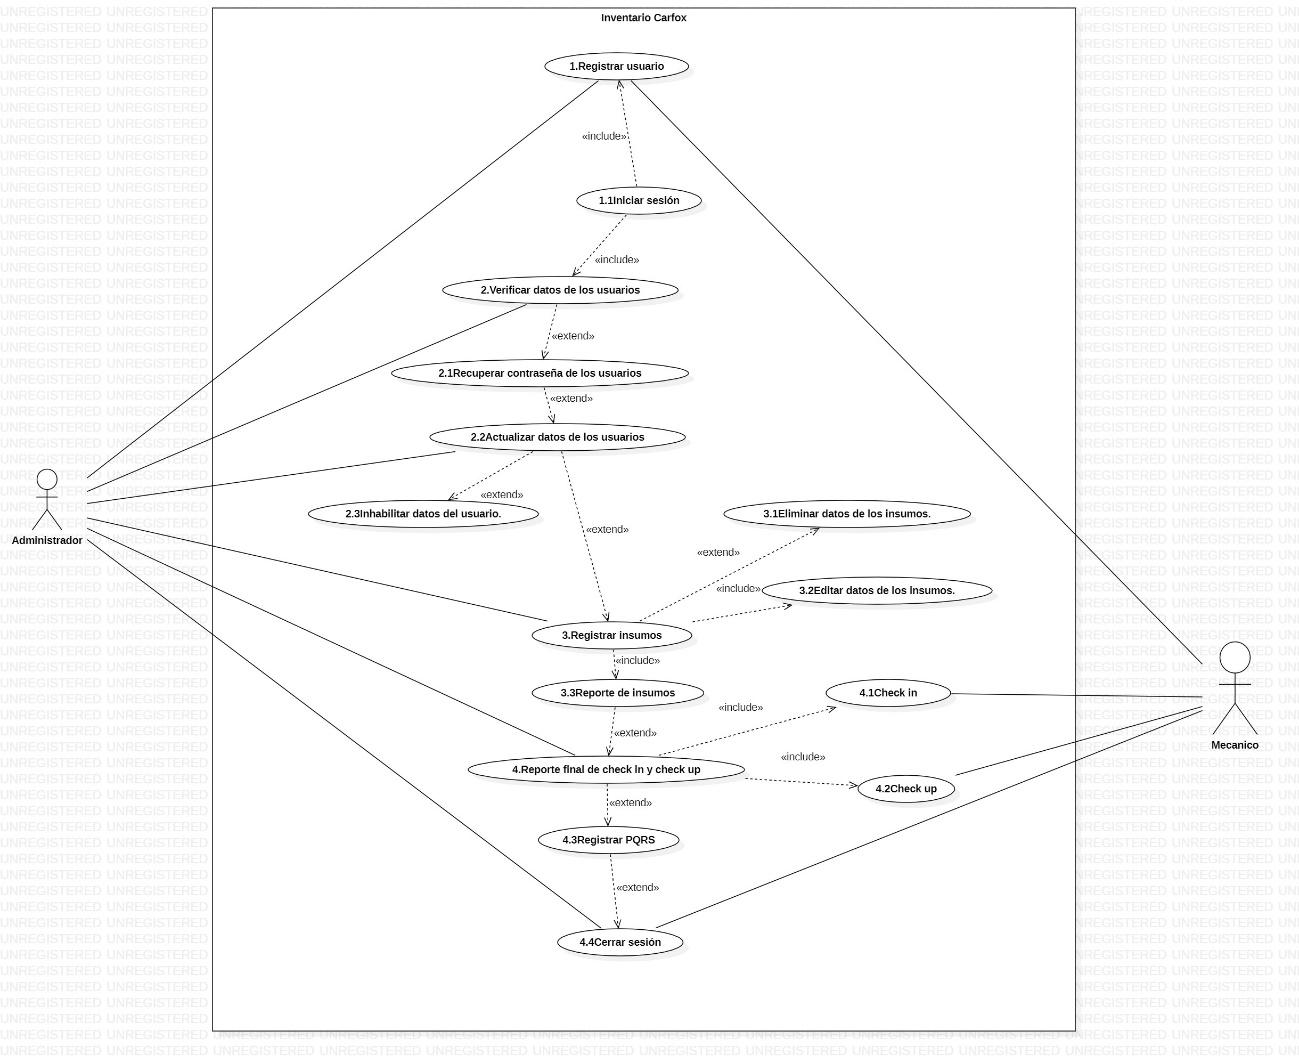 Inventario Carfox
1.Registrar usuario
«include»
1.1Iniciar sesión
«include»
2.Verificar datos de los usuarios
«extend»
2.1Recuperar contraseña de los usuarios
«extend»
2.2Actualizar datos de los usuarios
«extend»
2.3Inhabilitar datos del usuario.
3.1Eliminar datos de los insumos.
«extend»
«extend»
«include»
3.2Editar datos de los insumos.
Administrador
3.Registrar insumos
«include»
3.3Reporte de insumos
4.1Check in
«include»
«extend»
Mecanico
«include»
4.Reporte final de check in y check up
4.2Check up
«extend»
4.3Registrar PQRS
«extend»
4.4Cerrar sesión
UNREGISTERED